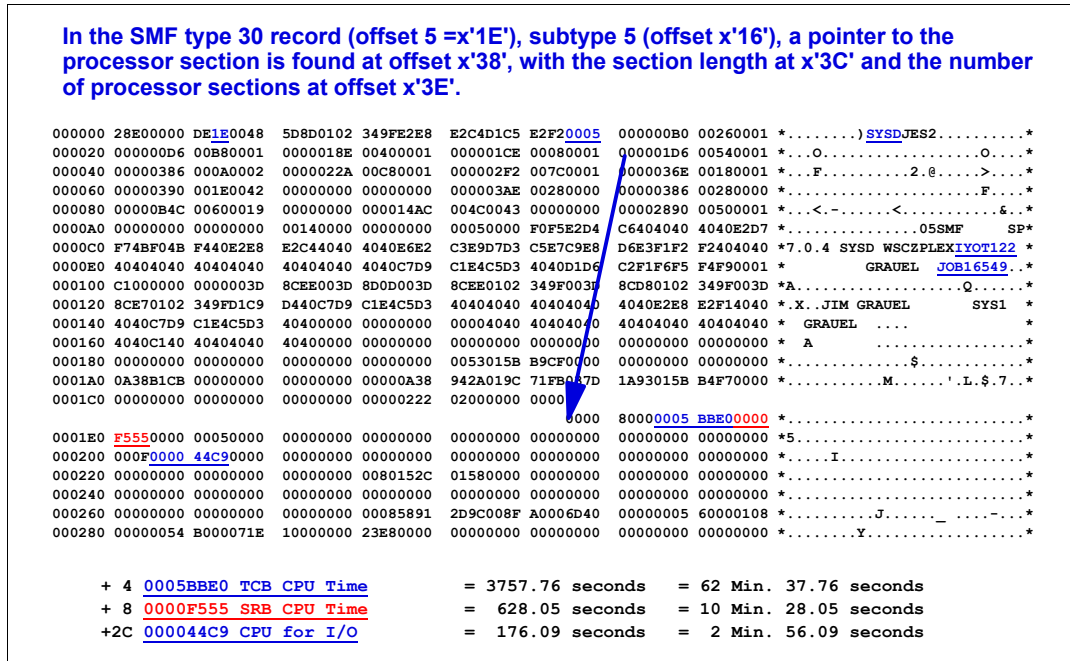 In the SMF type 30 record (offset 5 =x'1E'), subtype 5 (offset x'16'), a pointer to the
processor section is found at offset x'38', with the section length at x'3C' and the number
of processor sections at offset x'3E'.
000000 28E00000 DE1E0048 5D8D0102 349FE2E8 E2C4D1C5 E2F20005 000000B0 00260001 *........)SYSDJES2..........*
000020 000000D6 00B80001 0000018E 00400001 000001CE 00080001 000001D6 00540001 *...O.................O....*
000040 00000386 000A0002 0000022A 00C80001 000002F2 007C0001 0000036E 00180001 *...F..........2.@.....>....*
000060 00000390 001E0042 00000000 00000000 000003AE 00280000 00000386 00280000 *.....................F....*
000080 00000B4C 00600019 00000000 000014AC 004C0043 00000000 00002890 00500001 *...<.-......<...........&..*
0000A0 00000000 00000000 00140000 00000000 00050000 F0F5E2D4 C6404040 4040E2D7 *....................05SMF     SP*
0000C0 F74BF04B F440E2E8 E2C44040 4040E6E2 C3E9D7D3 C5E7C9E8 D6E3F1F2 F2404040 *7.0.4 SYSD WSCZPLEXIYOT122 *
0000E0 40404040 40404040 40404040 4040C7D9 C1E4C5D3 4040D1D6 C2F1F6F5 F4F90001 * GRAUEL JOB16549..*
000100 C1000000 0000003D 8CEE003D 8D0D003D 8CEE0102 349F003D 8CD80102 349F003D *A....................Q......*
000120 8CE70102 349FD1C9 D440C7D9 C1E4C5D3 40404040 40404040 4040E2E8 E2F14040 *.X..JIM GRAUEL SYS1 *
000140 4040C7D9 C1E4C5D3 40400000 00000000 00004040 40404040 40404040 40404040 * GRAUEL .... *
000160 4040C140 40404040 40400000 00000000 00000000 00000000 00000000 00000000 * A ................*
000180 00000000 00000000 00000000 00000000 0053015B B9CF0000 00000000 00000000 *..............$............*
0001A0 0A38B1CB 00000000 00000000 00000A38 942A019C 71FB087D 1A93015B B4F70000 *...........M......'.L.$.7..*
0001C0 00000000 00000000 00000000 00000222 02000000 0000
0000 80000005 BBE00000 *...........................*
0001E0 F5550000 00050000 00000000 00000000 00000000 00000000 00000000 00000000 *5..........................*
000200 000F0000 44C90000 00000000 00000000 00000000 00000000 00000000 00000000 *.....I.....................*
000220 00000000 00000000 00000000 0080152C 01580000 00000000 00000000 00000000 *...........................*
000240 00000000 00000000 00000000 00000000 00000000 00000000 00000000 00000000 *...........................*
000260 00000000 00000000 00000000 00085891 2D9C008F A0006D40 00000005 60000108 *..........J......_ ....-...*
000280 00000054 B000071E 10000000 23E80000 00000000 00000000 00000000 00000000 *........Y..................*
+ 4 0005BBE0 TCB CPU Time = 3757.76 seconds = 62 Min. 37.76 seconds
+ 8 0000F555 SRB CPU Time = 628.05 seconds = 10 Min. 28.05 seconds
+2C 000044C9 CPU for I/O = 176.09 seconds = 2 Min. 56.09 seconds